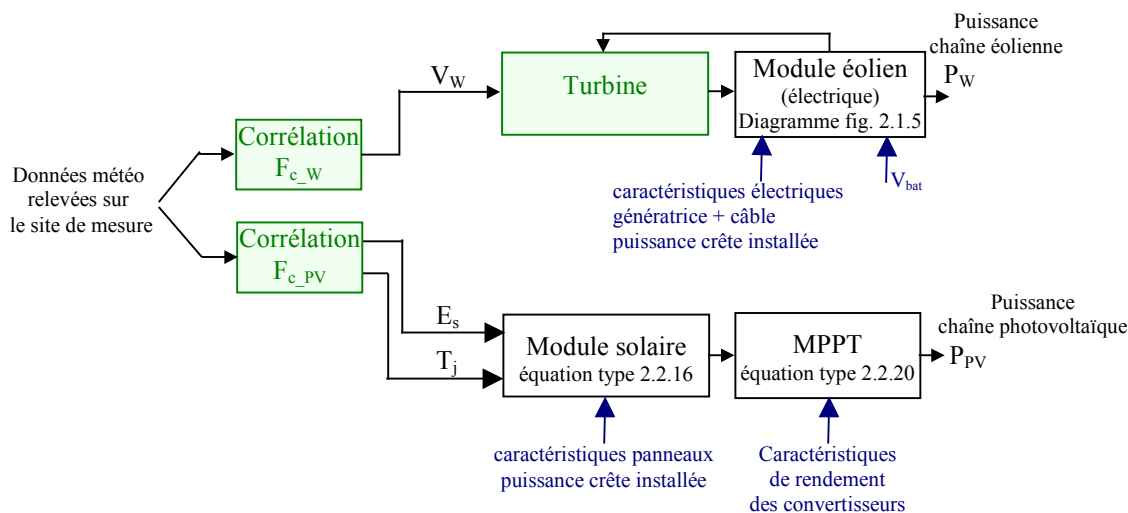 Données météo
relevées sur
le site de mesure
Corrélation
F_c_W
V_W
Turbine
Module éolien
(électrique)
Diagramme fig. 2.1.5
Puissance
chaîne éolienne
P_W
caractéristiques électriques
génératrice + câble
puissance crête installée
V_bat
Corrélation
F_c_PV
E_s
T_j
Module solaire
équation type 2.2.16
MPPT
équation type 2.2.20
Puissance
chaîne photovoltaïque
P_PV
caractéristiques panneaux
puissance crête installée
Caractéristiques
de rendement
des convertisseurs